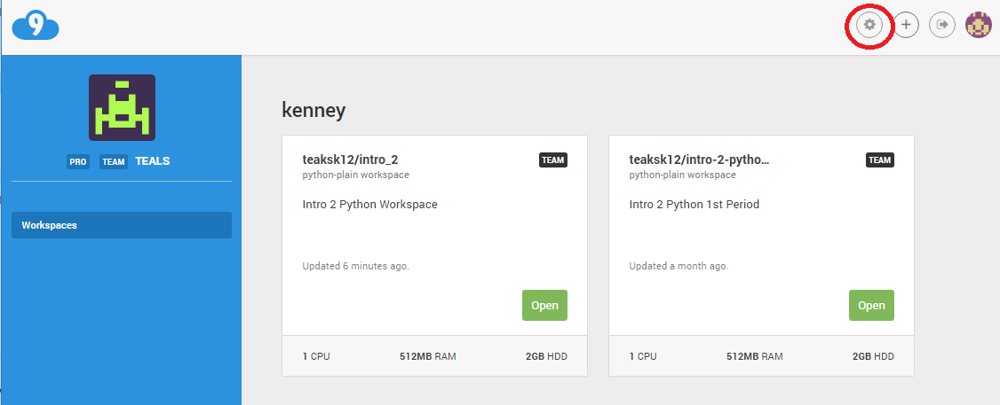 9
PRO TEAM TEALS
Workspaces
kenney
teaksk12/intro_2 TEAM
python-plain workspace
Intro 2 Python Workspace
Updated 6 minutes ago.
Open
1 CPU 512MB RAM 2GB HDD
teaksk12/intro-2-pytho... TEAM
python-plain workspace
Intro 2 Python 1st Period
Updated a month ago.
Open
1 CPU 512MB RAM 2GB HDD